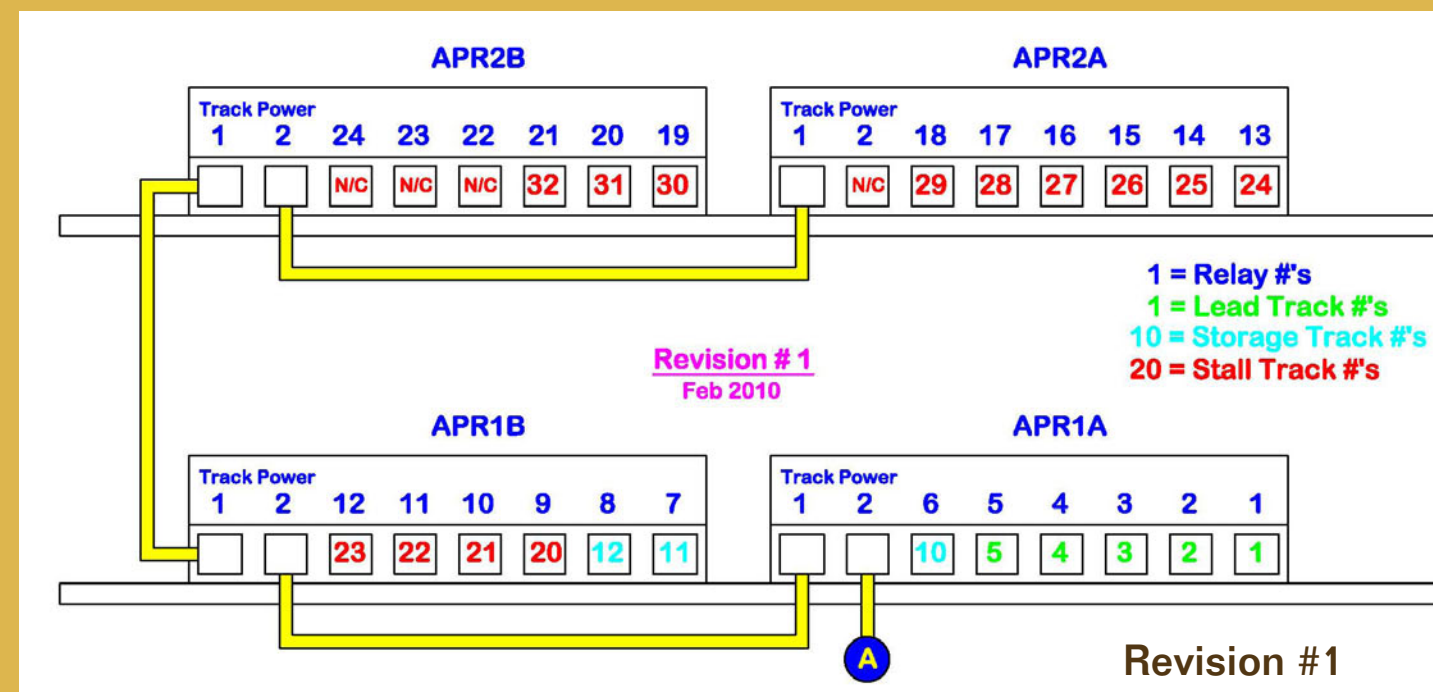 APR2B
Track Power
1 2 24 23 22 21 20 19
N/C N/C N/C 32 31 30
APR2A
Track Power
1 2 18 17 16 15 14 13
N/C 29 28 27 26 25 24
1 = Relay #'s
1 = Lead Track #'s
10 = Storage Track #'s
20 = Stall Track #'s
Revision # 1
Feb 2010
APR1B
Track Power
1 2 12 11 10 9 8 7
23 22 21 20 12 11
APR1A
Track Power
1 2 6 5 4 3 2 1
10 5 4 3 2 1
A
Revision #1